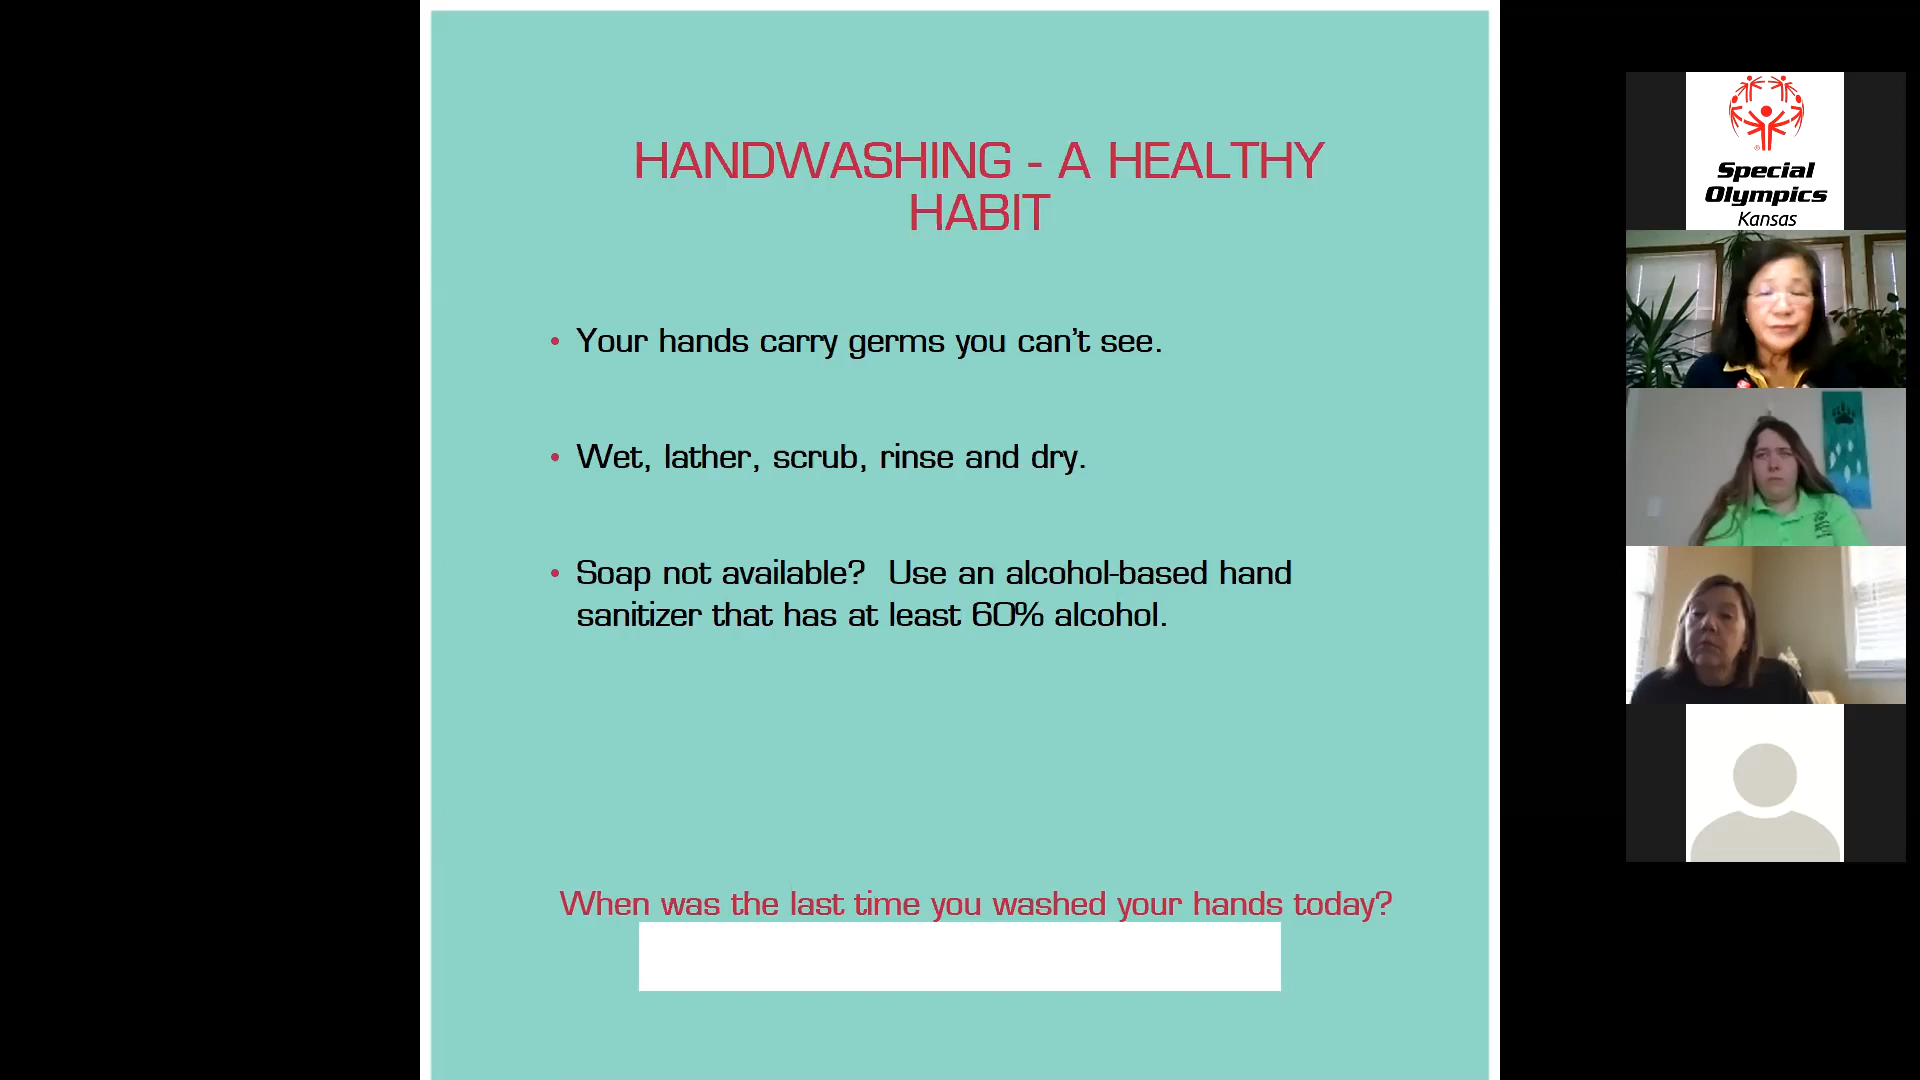 HANDWASHING - A HEALTHY
HABIT
• Your hands carry germs you can't see.
• Wet, lather, scrub, rinse and dry.
• Soap not available?  Use an alcohol-based hand
sanitizer that has at least 60% alcohol.
When was the last time you washed your hands today?
®
Special
Olympics
Kansas